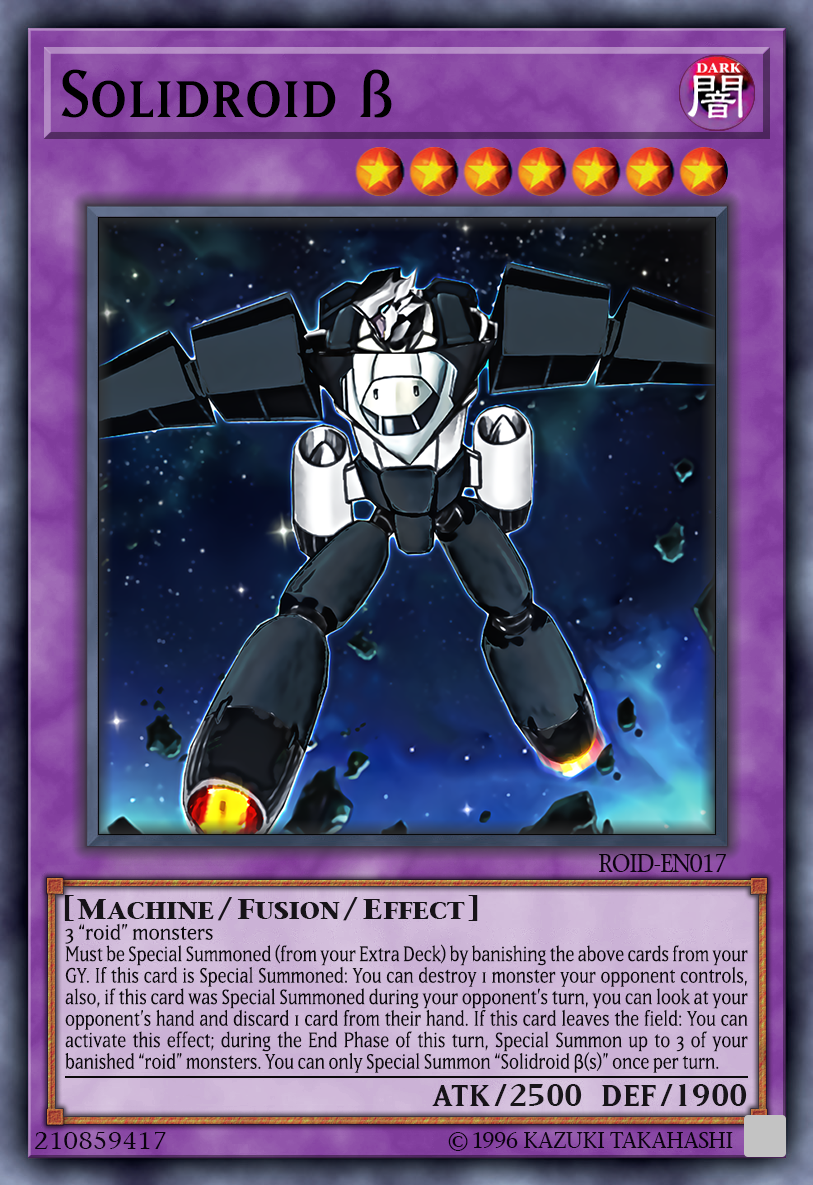 Solidroid ß
DARK
闇
ROID-EN017
[Machine/Fusion/Effect]
3 “roid” monsters
Must be Special Summoned (from your Extra Deck) by banishing the above cards from your
GY. If this card is Special Summoned: You can destroy 1 monster your opponent controls,
also, if this card was Special Summoned during your opponent's turn, you can look at your
opponent's hand and discard 1 card from their hand. If this card leaves the field: You can
activate this effect; during the End Phase of this turn, Special Summon up to 3 of your
banished “roid” monsters. You can only Special Summon “Solidroid β(s)” once per turn.
ATK/2500 DEF/1900
210859417 ©1996 KAZUKI TAKAHASHI